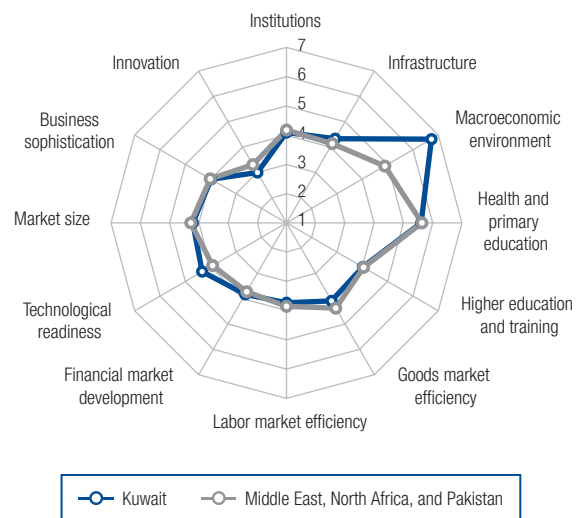 Institutions
7
6
5
4
3
2
1
Infrastructure
Macroeconomic
environment
Health and
primary
education
Higher education
and training
Goods market
efficiency
Labor market efficiency
Financial market
development
Technological
readiness
Market size
Business
sophistication
Innovation
Kuwait
Middle East, North Africa, and Pakistan